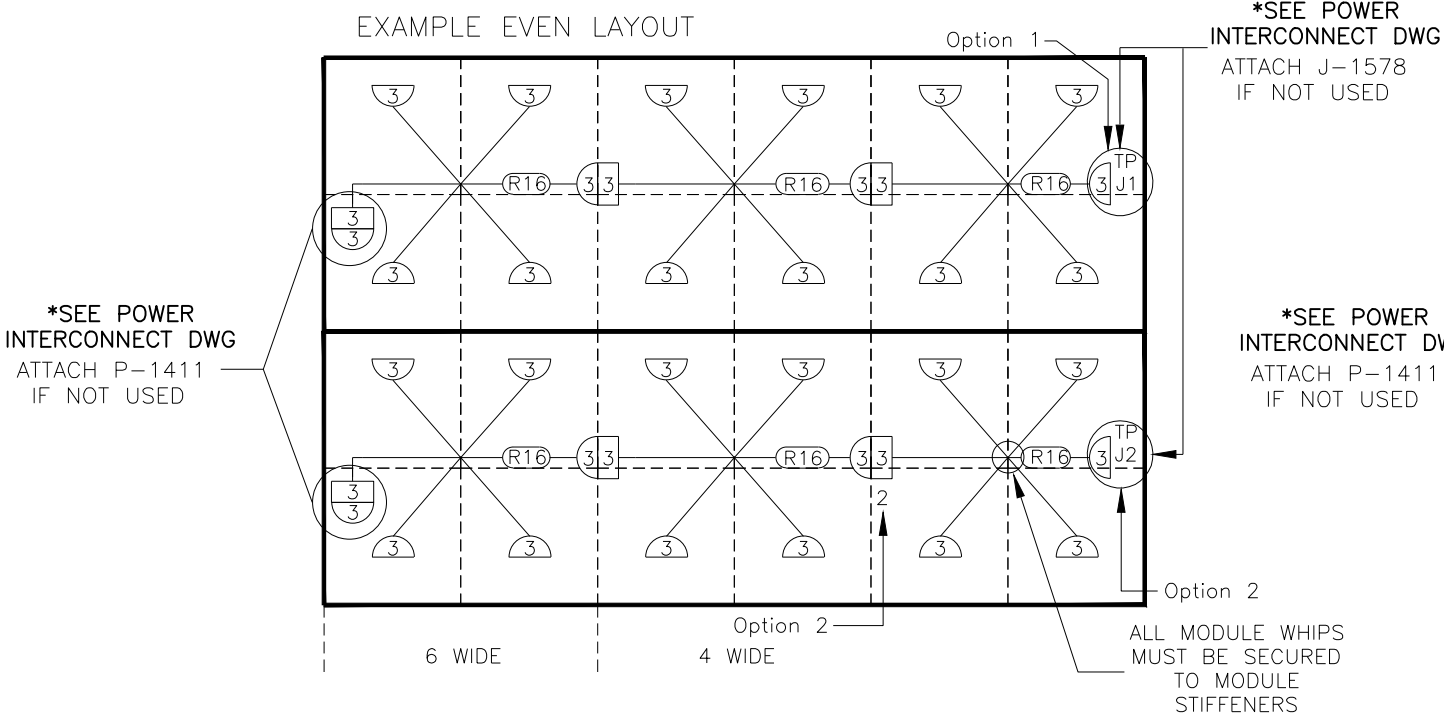 EXAMPLE EVEN LAYOUT
Option 1
*SEE POWER
INTERCONNECT DWG
ATTACH J-1578
IF NOT USED
3 3 3 3 3 3
R16 3 3 R16 3 3 R16 3
TP
J1
3
3
3 3 3 3 3 3
*SEE POWER
INTERCONNECT DWG
ATTACH P-1411
IF NOT USED
*SEE POWER
INTERCONNECT DW
ATTACH P-1411
IF NOT USED
3 3 3 3 3 3
R16 3 3 R16 3 3 R16 3
TP
J2
3
3
2
3 3 3 3 3 3
Option 2
Option 2
6 WIDE
4 WIDE
ALL MODULE WHIPS
MUST BE SECURED
TO MODULE
STIFFENERS